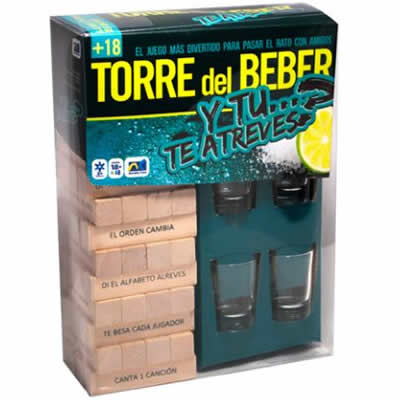 +18
EL JUEGO MÁS DIVERTIDO PARA PASAR EL RATO CON AMIGOS
TORRE del BEBER
Y TU....?
TE ATREVES
EL ORDEN CAMBIA
DI EL ALFABETO ALREVES
TE BESA CADA JUGADOR
CANTA 1 CANCIÓN